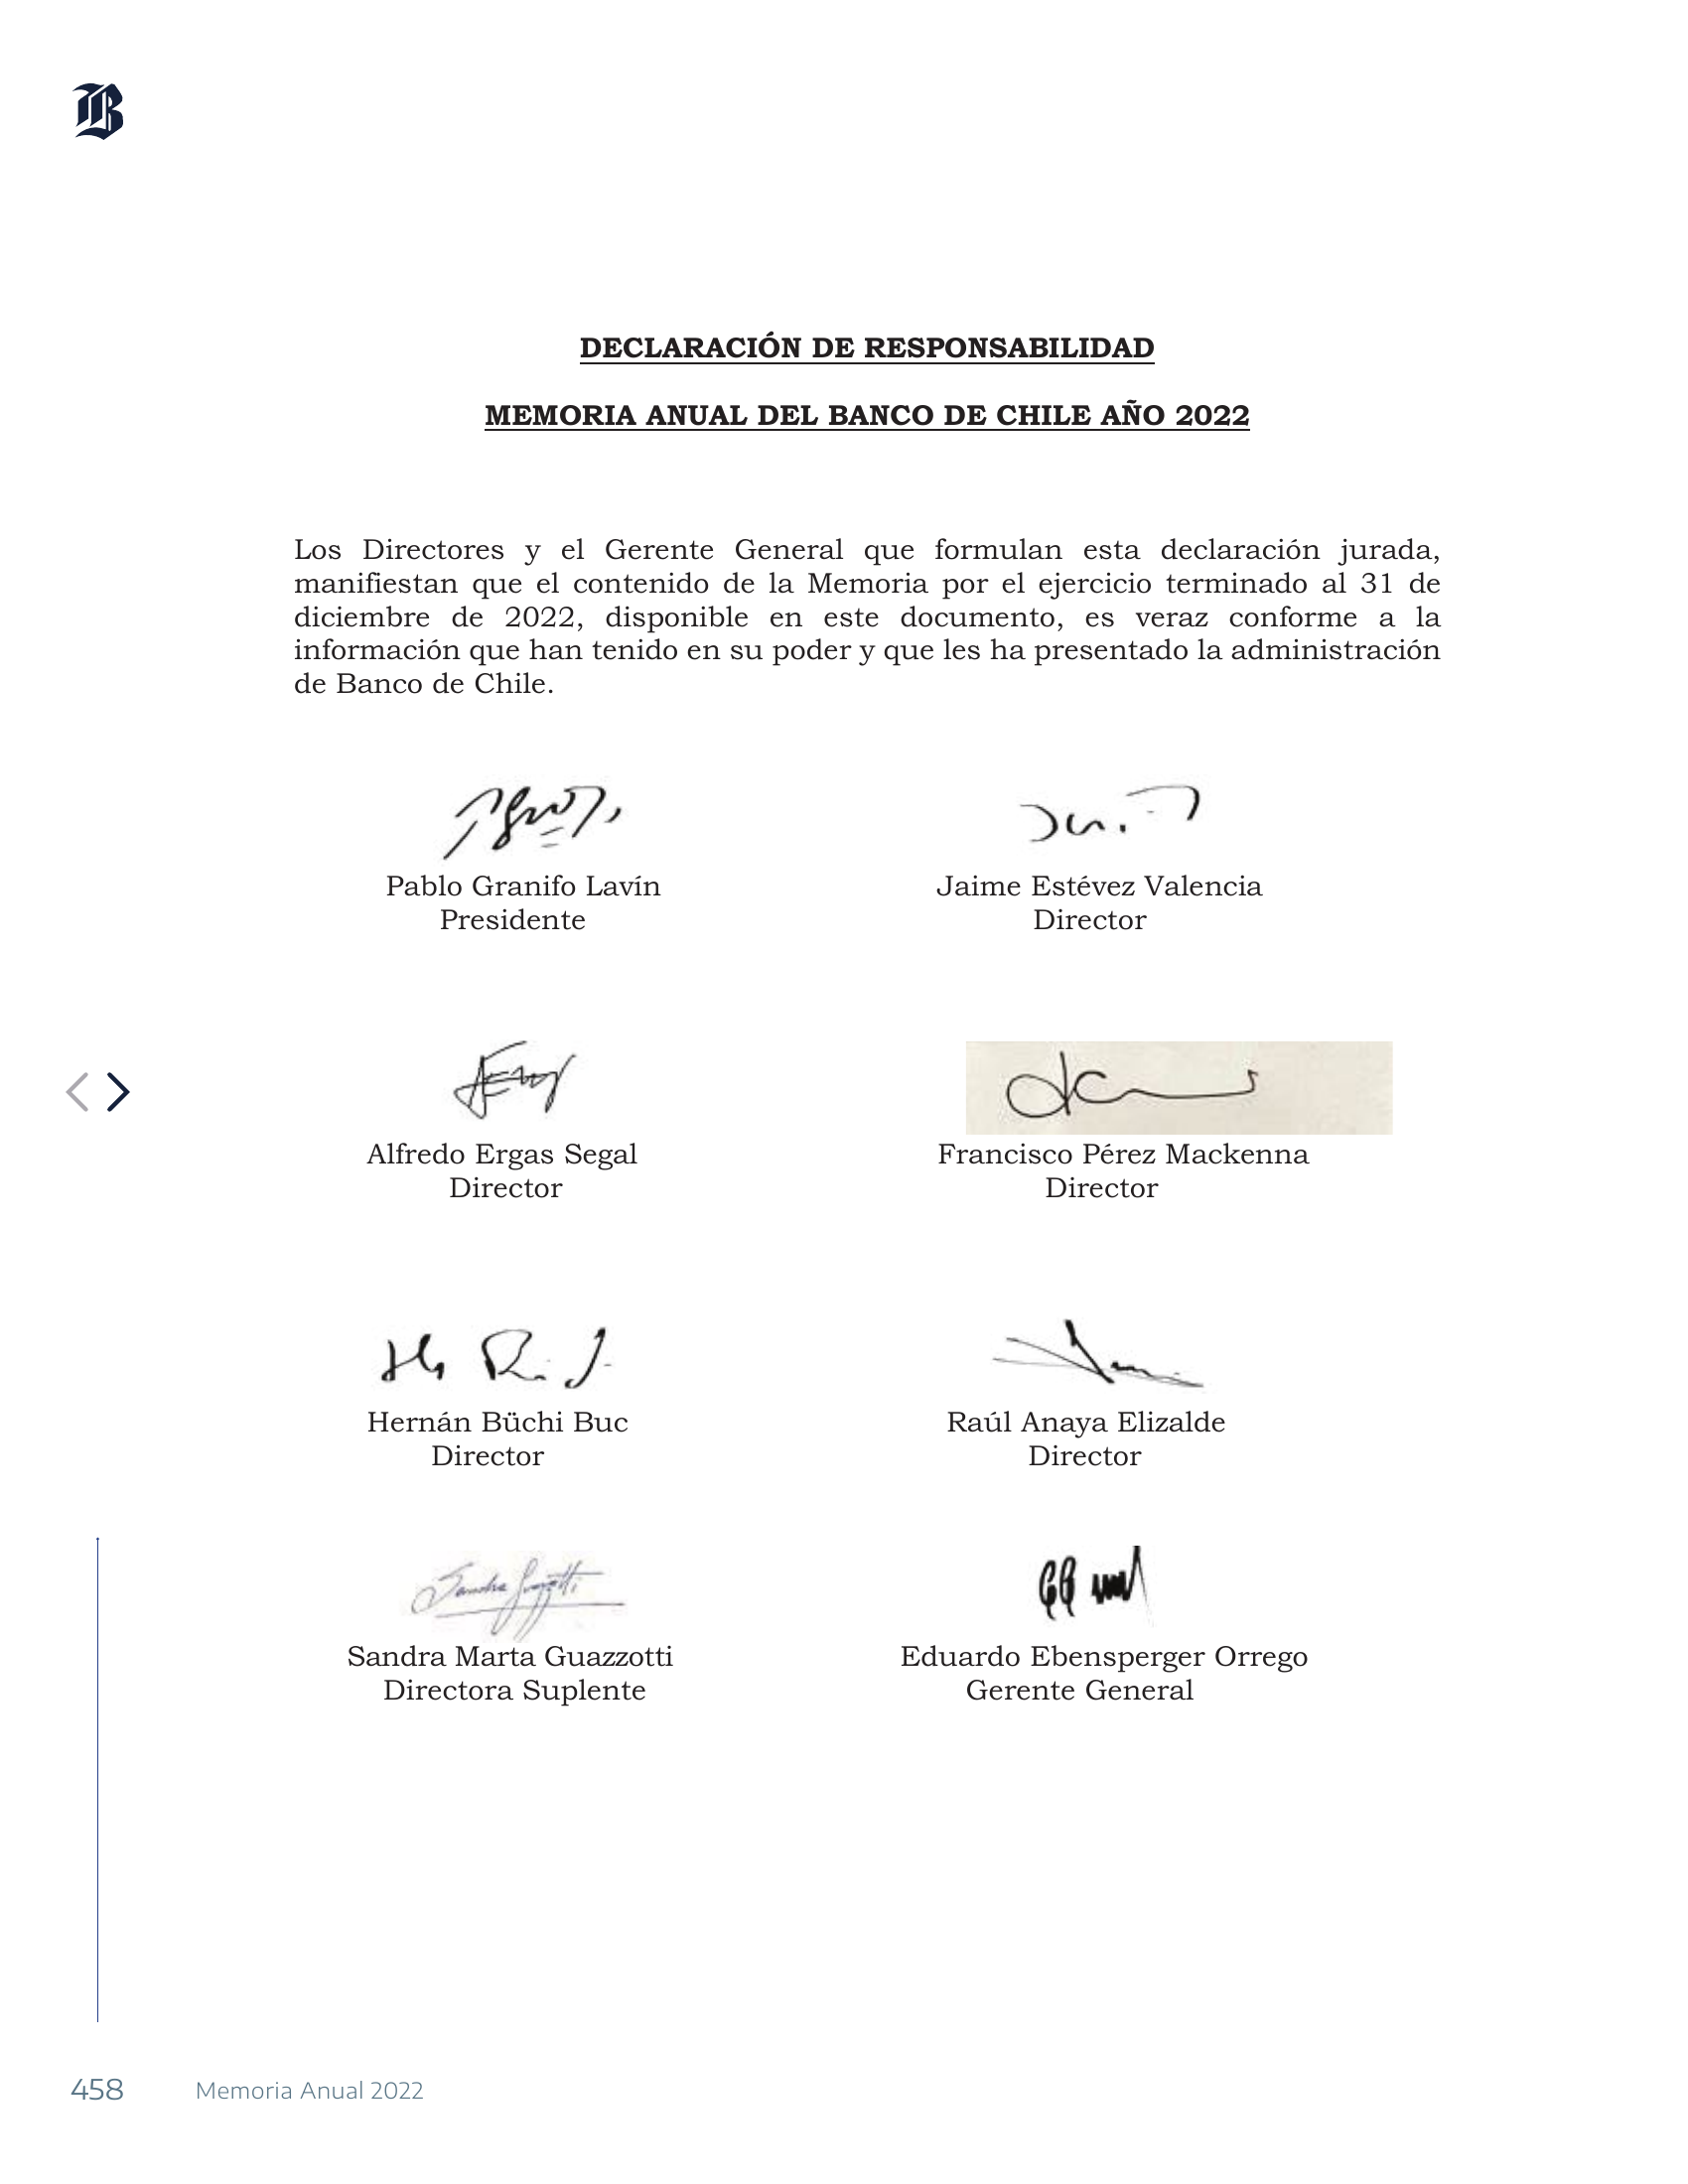 B
DECLARACIÓN DE RESPONSABILIDAD
MEMORIA ANUAL DEL BANCO DE CHILE AÑO 2022
Los Directores y el Gerente General que formulan esta declaración jurada,
manifiestan que el contenido de la Memoria por el ejercicio terminado al 31 de
diciembre de 2022, disponible en este documento, es veraz conforme a la
información que han tenido en su poder y que les ha presentado la administración
de Banco de Chile.
Pablo Granifo Lavín
Presidente
Jaime Estévez Valencia
Director
Alfredo Ergas Segal
Director
Francisco Pérez Mackenna
Director
Hernán Büchi Buc
Director
Raúl Anaya Elizalde
Director
Sandra Marta Guazzotti
Directora Suplente
Eduardo Ebensperger Orrego
Gerente General
458 Memoria Anual 2022